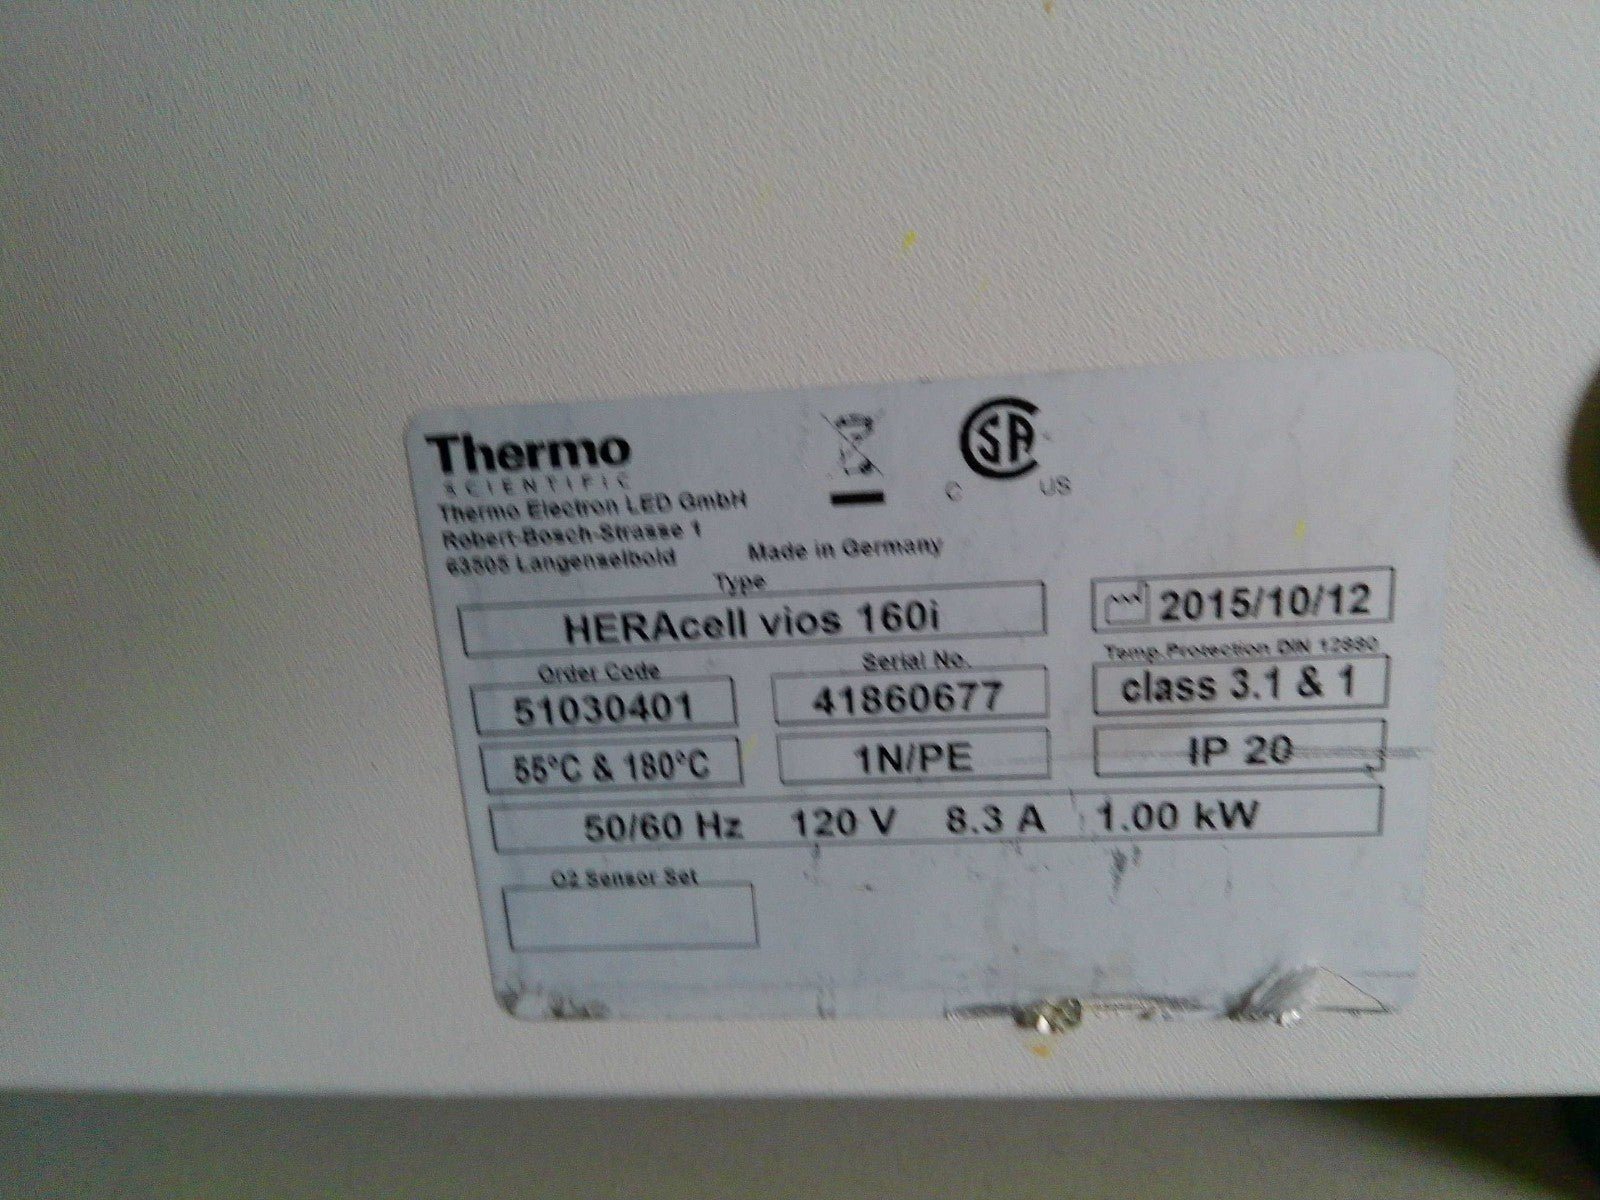 Thermo
SCIENTIFIC
Thermo Electron LED GmbH
Robert-Bosch-Strasse 1
63505 Langenselbold
Made in Germany
C SA US
Type
HERAcell vios 160i
2015/10/12
Order Code
Serial No.
Temp. Protection DIN 12880
51030401
41860677
class 3.1 & 1
55°C & 180°C
1N/PE
IP 20
50/60 Hz 120 V 8.3 A 1.00 kW
O2 Sensor Set